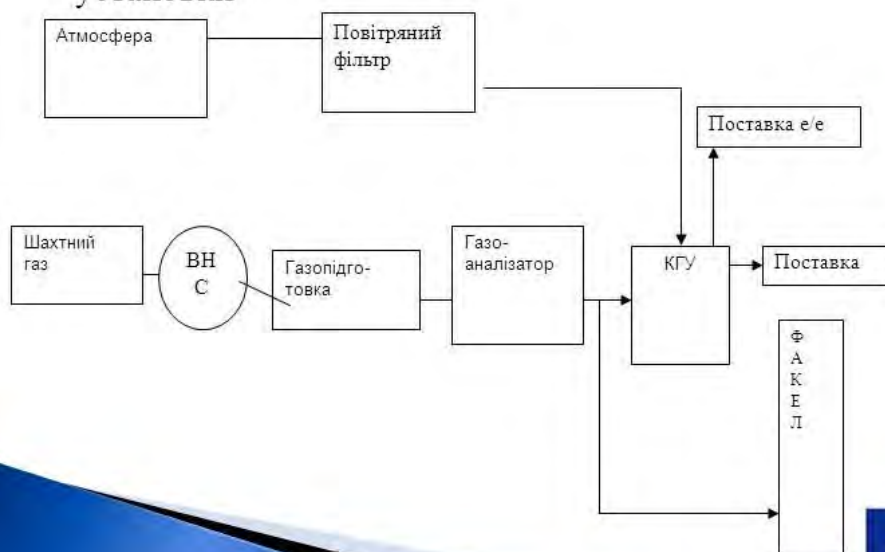 Атмосфера
Повітряний
фільтр
Поставка е/е
Шахтний
газ
ВН
С
Газопідго-
товка
Газо-
аналізатор
КГУ
Поставка
Ф
А
К
Е
Л